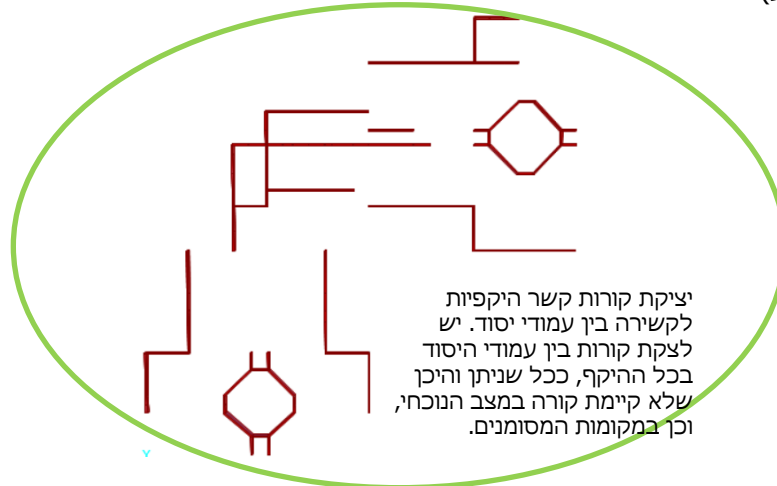 יציקת קורות קשר היקפיות
לקשירה בין עמודי יסוד. יש
לצקת קורות בין עמודי היסוד
בכל ההיקף, ככל שניתן והיכן
שלא קיימת קורה במצב הנוכחי,
וכך במקומות המסומנים.
Y